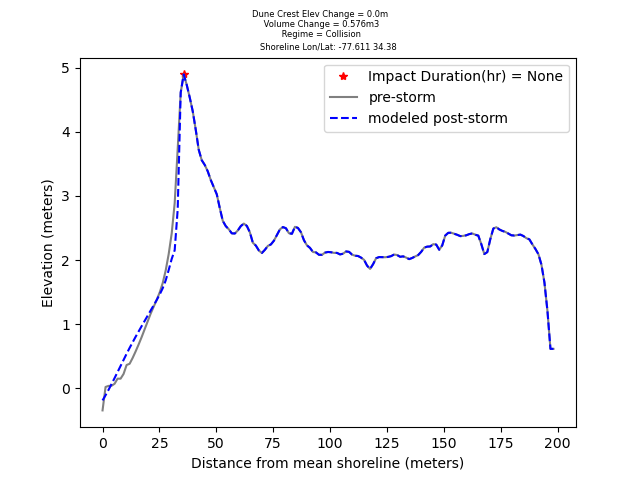 Dune Crest Elev Change = 0.0m
Volume Change = 0.576m3
Regime = Collision
Shoreline Lon/Lat: -77.611 34.38
Impact Duration(hr) = None
pre-storm
modeled post-storm
5
4
3
2
1
0
Elevation (meters)
0 25 50 75 100 125 150 175 200
Distance from mean shoreline (meters)